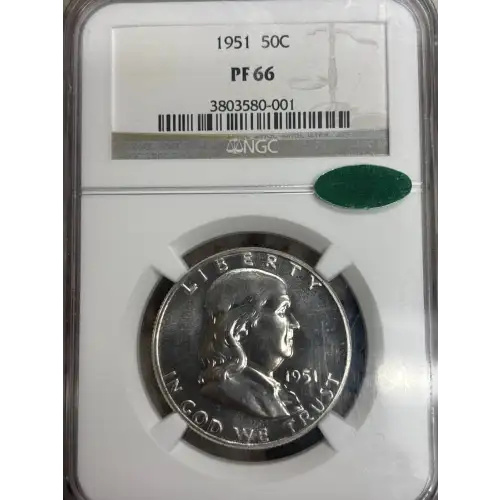 1951 50C
PF 66
3803580-001
NGC
LIBERTY
1951
IN GOD WE TRUST